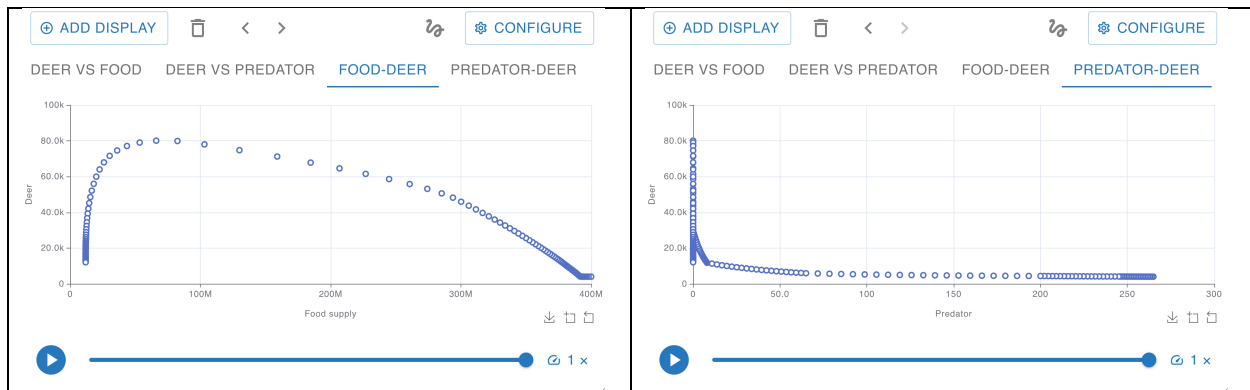 ADD DISPLAY
CONFIGURE
DEER VS FOOD DEER VS PREDATOR FOOD-DEER PREDATOR-DEER
100k
80.0k
60.0k
40.0k
20.0k
0
Deer
0 100M 200M 300M 400M
Food supply
1 ×
ADD DISPLAY
CONFIGURE
DEER VS FOOD DEER VS PREDATOR FOOD-DEER PREDATOR-DEER
100k
80.0k
60.0k
40.0k
20.0k
0
Deer
0 50.0 100 150 200 250 300
Predator
1 ×